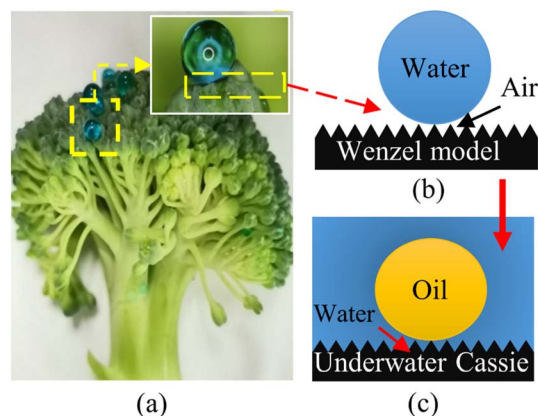 Water
Air
Wenzel model
(b)
Oil
Water
Underwater Cassie
(a)
(c)